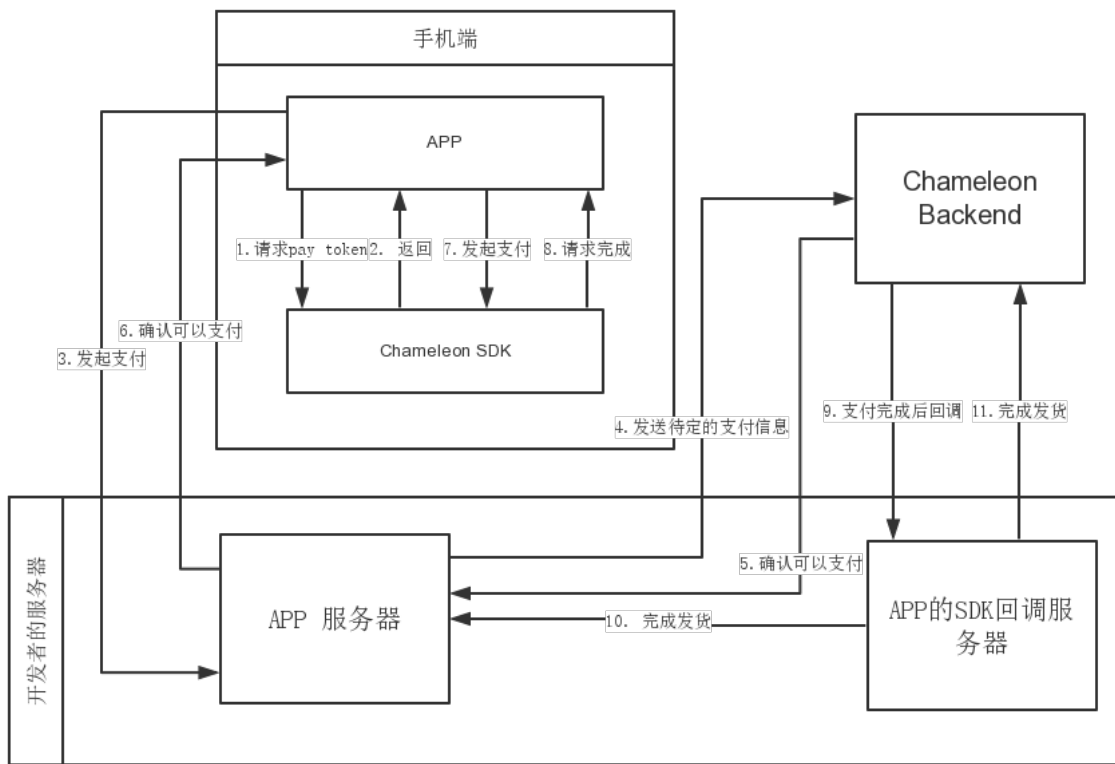 手机端
APP
Chameleon
Backend
1.请求pay token
2. 返回
7.发起支付
8.请求完成
6.确认可以支付
3.发起支付
Chameleon SDK
4.发送待定的支付信息
9.支付完成后回调
11.完成发货
开发者的服务器
APP 服务器
5.确认可以支付
10. 完成发货
APP的SDK回调服
务器